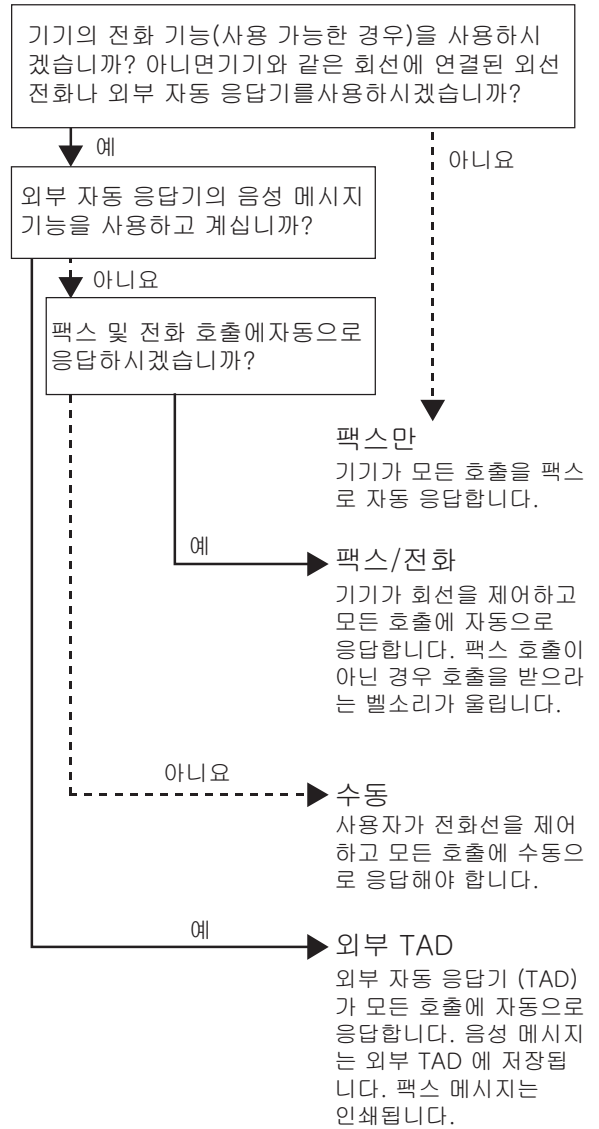 기기의 전화 기능(사용 가능한 경우)을 사용하시
겠습니까? 아니면기기와 같은 회선에 연결된 외선
전화나 외부 자동 응답기를사용하시겠습니까?
예
아니요
외부 자동 응답기의 음성 메시지
기능을 사용하고 계십니까?
아니요
팩스 및 전화 호출에자동으로
응답하시겠습니까?
팩스만
기기가 모든 호출을 팩스
로 자동 응답합니다.
예
팩스/전화
기기가 회선을 제어하고
모든 호출에 자동으로
응답합니다. 팩스 호출이
아닌 경우 호출을 받으라
는 벨소리가 울립니다.
아니요
수동
사용자가 전화선을 제어
하고 모든 호출에 수동으
로 응답해야 합니다.
예
외부 TAD
외부 자동 응답기 (TAD)
가 모든 호출에 자동으로
응답합니다. 음성 메시지
는 외부 TAD 에 저장됩
니다. 팩스 메시지는
인쇄됩니다.